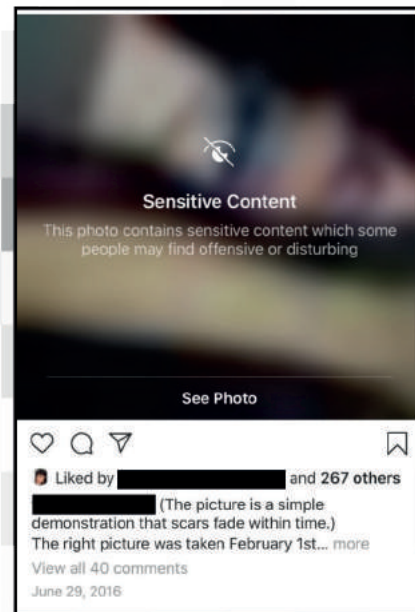 Sensitive Content
This photo contains sensitive content which some
people may find offensive or disturbing
See Photo
Liked by and 267 others
(The picture is a simple
demonstration that scars fade within time.)
The right picture was taken February 1st... more
View all 40 comments
June 29, 2016